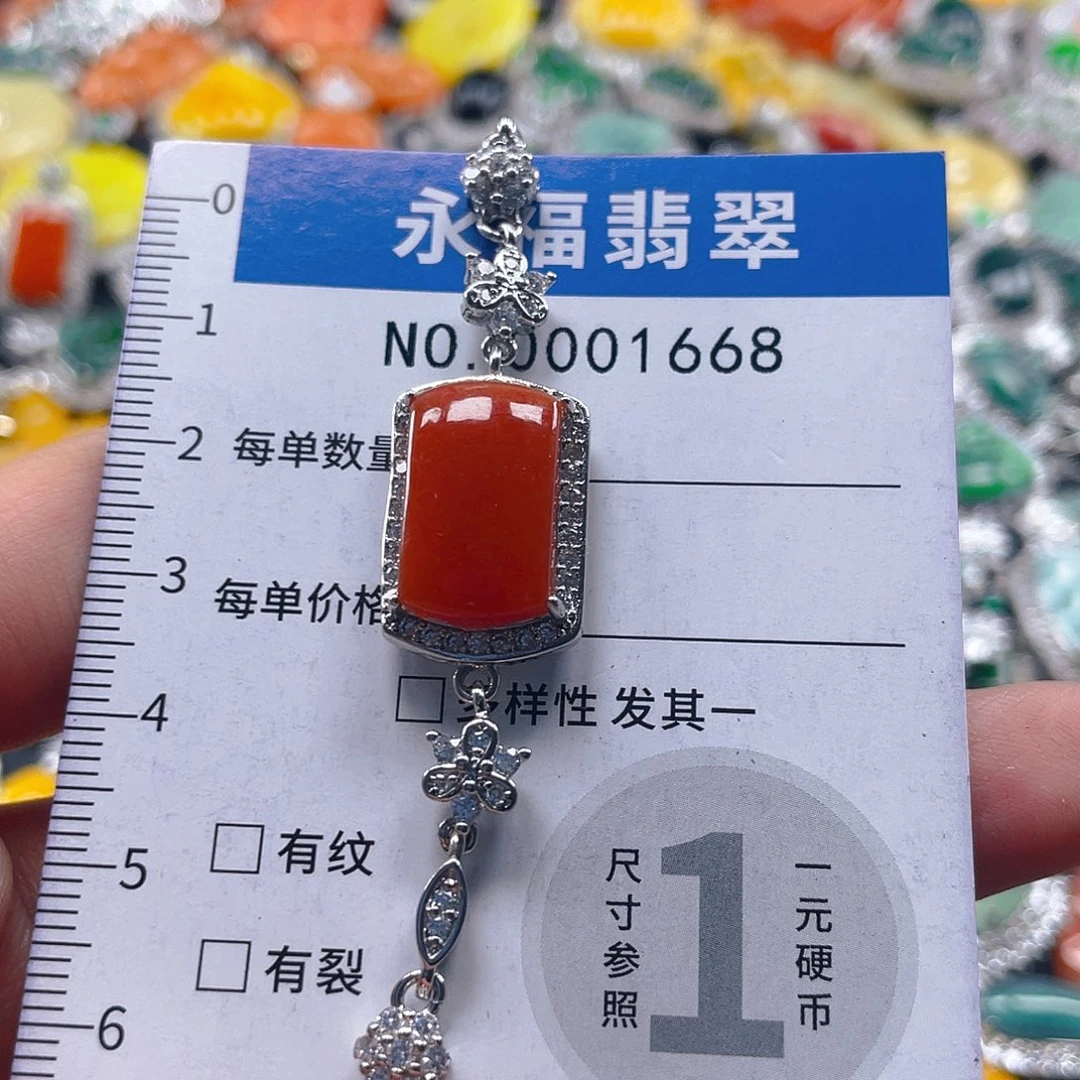 永福翡翠
NO.0001668
每单数量
每单价格
多样性 发其一
有纹
有裂
尺寸参照
1
一元硬币
0
1
2
3
4
5
6